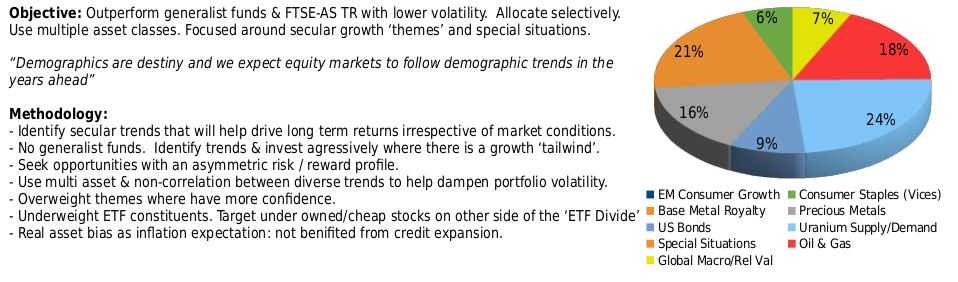 Objective: Outperform generalist funds & FTSE-AS TR with lower volatility.  Allocate selectively.
Use multiple asset classes. Focused around secular growth ‘themes’ and special situations.
“Demographics are destiny and we expect equity markets to follow demographic trends in the
years ahead”
Methodology:
- Identify secular trends that will help drive long term returns irrespective of market conditions.
- No generalist funds.  Identify trends & invest agressively where there is a growth ‘tailwind’.
- Seek opportunities with an asymmetric risk / reward profile.
- Use multi asset & non-correlation between diverse trends to help dampen portfolio volatility.
- Overweight themes where have more confidence.
- Underweight ETF constituents. Target under owned/cheap stocks on other side of the ‘ETF Divide’
- Real asset bias as inflation expectation: not benifited from credit expansion.
6%
7%
21%
18%
16%
24%
9%
EM Consumer Growth
Consumer Staples (Vices)
Base Metal Royalty
Precious Metals
US Bonds
Uranium Supply/Demand
Special Situations
Oil & Gas
Global Macro/Rel Val